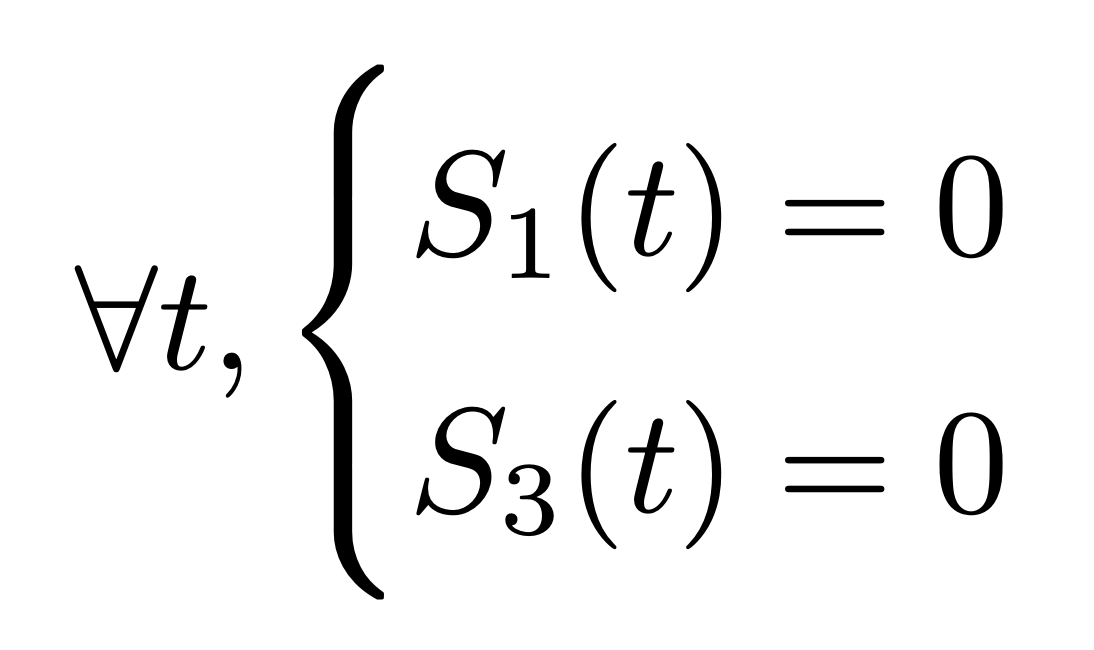 ∀t, { S₁(t) = 0
S₃(t) = 0